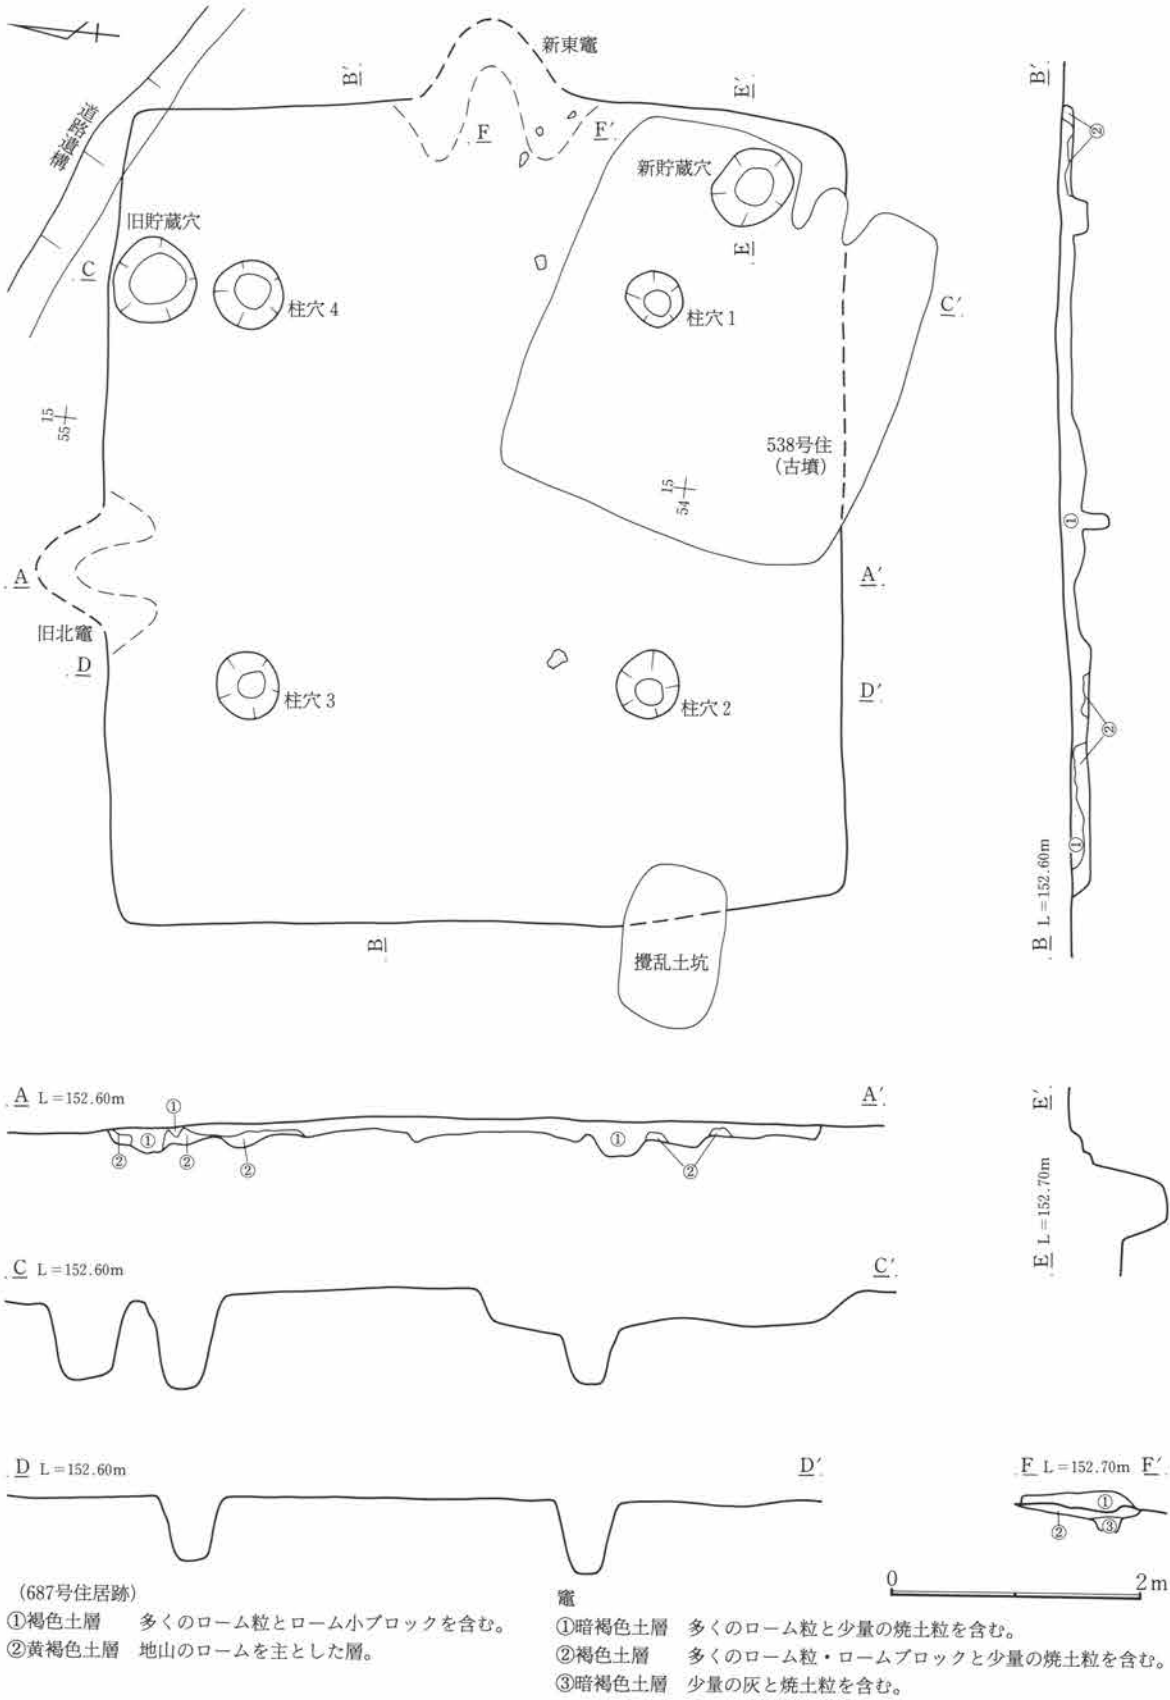 新東竈
B′
E′
B′
道路遺構
F
F′
②
新貯蔵穴
旧貯蔵穴
E
C
柱穴4
柱穴1
C′
15
55
538号住
(古墳)
15
54
①
A
A′
旧北竈
D
D′
柱穴3
柱穴2
②
①
B
攪乱土坑
B L=152.60m
A L=152.60m
A′
①
①
①
②
②
②
②
E′
E L=152.70m
C L=152.60m
C′
D L=152.60m
D′
F L=152.70m F′
①
②
③
0
2m
(687号住居跡)
①褐色土層 多くのローム粒とローム小ブロックを含む。
②黄褐色土層 地山のロームを主とした層。
竈
①暗褐色土層 多くのローム粒と少量の焼土粒を含む。
②褐色土層 多くのローム粒・ロームブロックと少量の焼土粒を含む。
③暗褐色土層 少量の灰と焼土粒を含む。